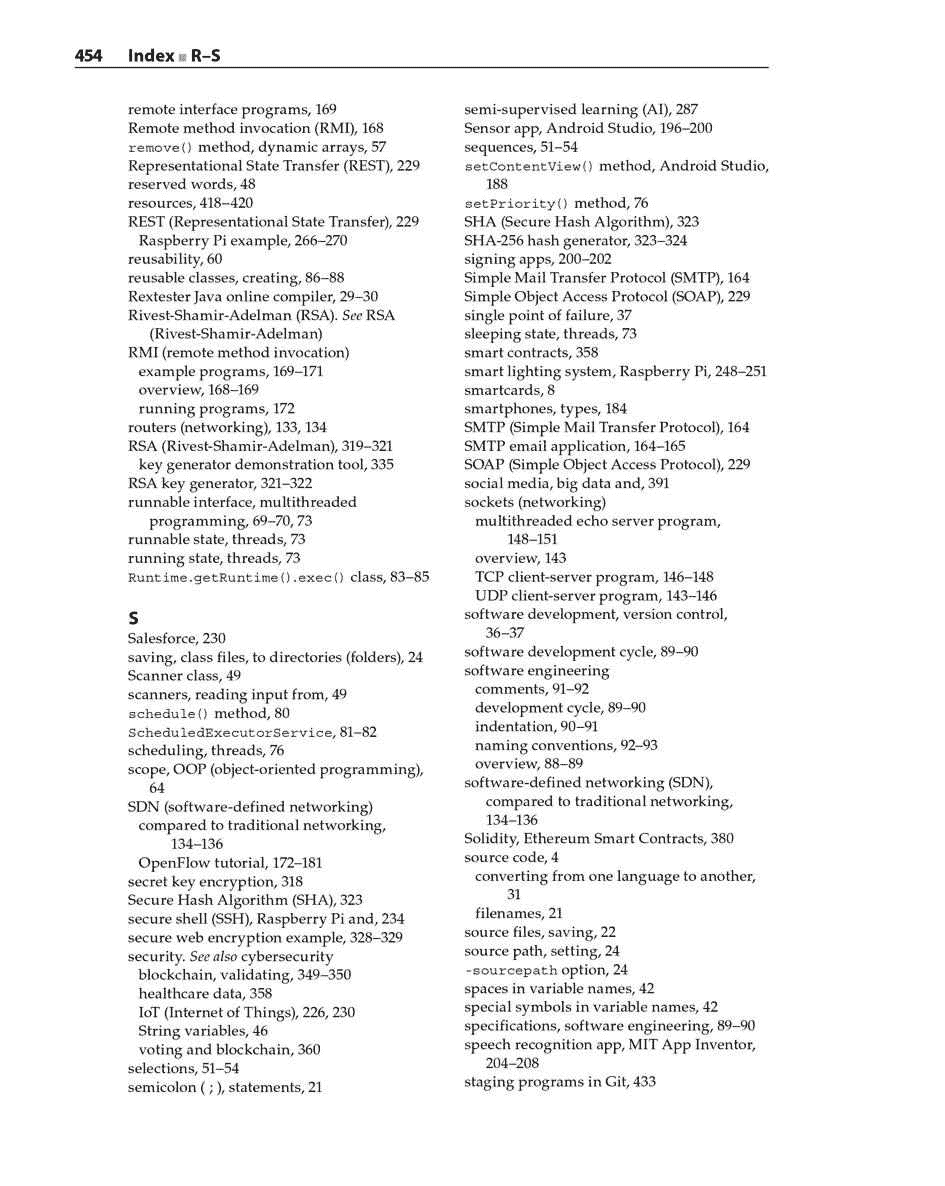 454 Index ■ R–S
remote interface programs, 169
Remote method invocation (RMI), 168
remove() method, dynamic arrays, 57
Representational State Transfer (REST), 229
reserved words, 48
resources, 418–420
REST (Representational State Transfer), 229
Raspberry Pi example, 266–270
reusability, 60
reusable classes, creating, 86–88
Rextester Java online compiler, 29–30
Rivest-Shamir-Adelman (RSA). See RSA
(Rivest-Shamir-Adelman)
RMI (remote method invocation)
example programs, 169–171
overview, 168–169
running programs, 172
routers (networking), 133, 134
RSA (Rivest-Shamir-Adelman), 319–321
key generator demonstration tool, 335
RSA key generator, 321–322
runnable interface, multithreaded
programming, 69–70, 73
runnable state, threads, 73
running state, threads, 73
Runtime.getRuntime().exec() class, 83–85
S
Salesforce, 230
saving, class files, to directories (folders), 24
Scanner class, 49
scanners, reading input from, 49
schedule() method, 80
ScheduledExecutorService, 81–82
scheduling, threads, 76
scope, OOP (object-oriented programming),
64
SDN (software-defined networking)
compared to traditional networking,
134–136
OpenFlow tutorial, 172–181
secret key encryption, 318
Secure Hash Algorithm (SHA), 323
secure shell (SSH), Raspberry Pi and, 234
secure web encryption example, 328–329
security. See also cybersecurity
blockchain, validating, 349–350
healthcare data, 358
IoT (Internet of Things), 226, 230
String variables, 46
voting and blockchain, 360
selections, 51–54
semicolon ( ; ), statements, 21
semi-supervised learning (AI), 287
Sensor app, Android Studio, 196–200
sequences, 51–54
setContentView() method, Android Studio,
188
setPriority() method, 76
SHA (Secure Hash Algorithm), 323
SHA-256 hash generator, 323–324
signing apps, 200–202
Simple Mail Transfer Protocol (SMTP), 164
Simple Object Access Protocol (SOAP), 229
single point of failure, 37
sleeping state, threads, 73
smart contracts, 358
smart lighting system, Raspberry Pi, 248–251
smartcards, 8
smartphones, types, 184
SMTP (Simple Mail Transfer Protocol), 164
SMTP email application, 164–165
SOAP (Simple Object Access Protocol), 229
social media, big data and, 391
sockets (networking)
multithreaded echo server program,
148–151
overview, 143
TCP client-server program, 146–148
UDP client-server program, 143–146
software development, version control,
36–37
software development cycle, 89–90
software engineering
comments, 91–92
development cycle, 89–90
indentation, 90–91
naming conventions, 92–93
overview, 88–89
software-defined networking (SDN),
compared to traditional networking,
134–136
Solidity, Ethereum Smart Contracts, 380
source code, 4
converting from one language to another,
31
filenames, 21
source files, saving, 22
source path, setting, 24
-sourcepath option, 24
spaces in variable names, 42
special symbols in variable names, 42
specifications, software engineering, 89–90
speech recognition app, MIT App Inventor,
204–208
staging programs in Git, 433